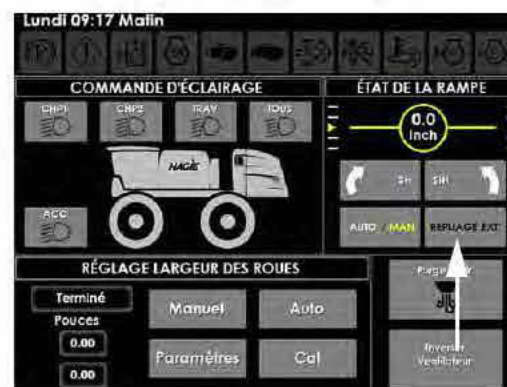 Lundi 09:17 Matin
COMMANDE D'ÉCLAIRAGE
ÉTAT DE LA RAMPE
CHP1 CHP2 TRAV TOUS
0.0
inch
HAGIE
SH SIH
ACC
AUTO / MAN REPLIAGE EXT
RÉGLAGE LARGEUR DES ROUES
Terminé
Manuel Auto
Pouces
0.00
Paramètres Cal
0.00
Inverser
Ventilateur